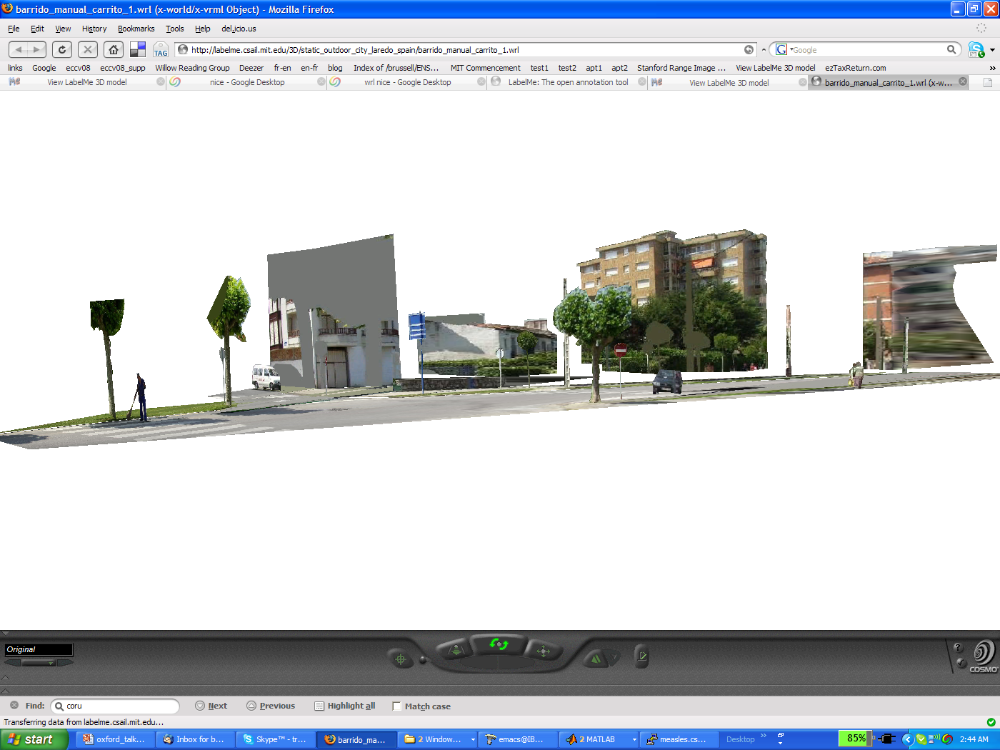 barrido_manual_carrito_1.wrl (x-world/x-vrml Object) - Mozilla Firefox
File Edit View History Bookmarks Tools Help del.icio.us
TAG http://labelme.csail.mit.edu/3D/static_outdoor_city_laredo_spain/barrido_manual_carrito_1.wrl G Google 123
links Google eccv08 eccv08_supp Willow Reading Group Deezer fr-en en-fr blog Index of /brussell/ENS... MIT Commencement test1 test2 apt1 apt2 Stanford Range Image ... View LabelMe 3D model ezTaxReturn.com »
View LabelMe 3D model nice - Google Desktop wrl nice - Google Desktop LabelMe: The open annotation tool View LabelMe 3D model barrido_manual_carrito_1.wrl (x-w...
Original
?
COSMO
Find: coru Next Previous Highlight all Match case
Transferring data from labelme.csail.mit.edu...
start oxford_talk... Inbox for b... Skype™ - tr... barrido_ma... 2 Window... emacs@IB... 2 MATLAB measles.cs... Desktop » 85% 2:44 AM